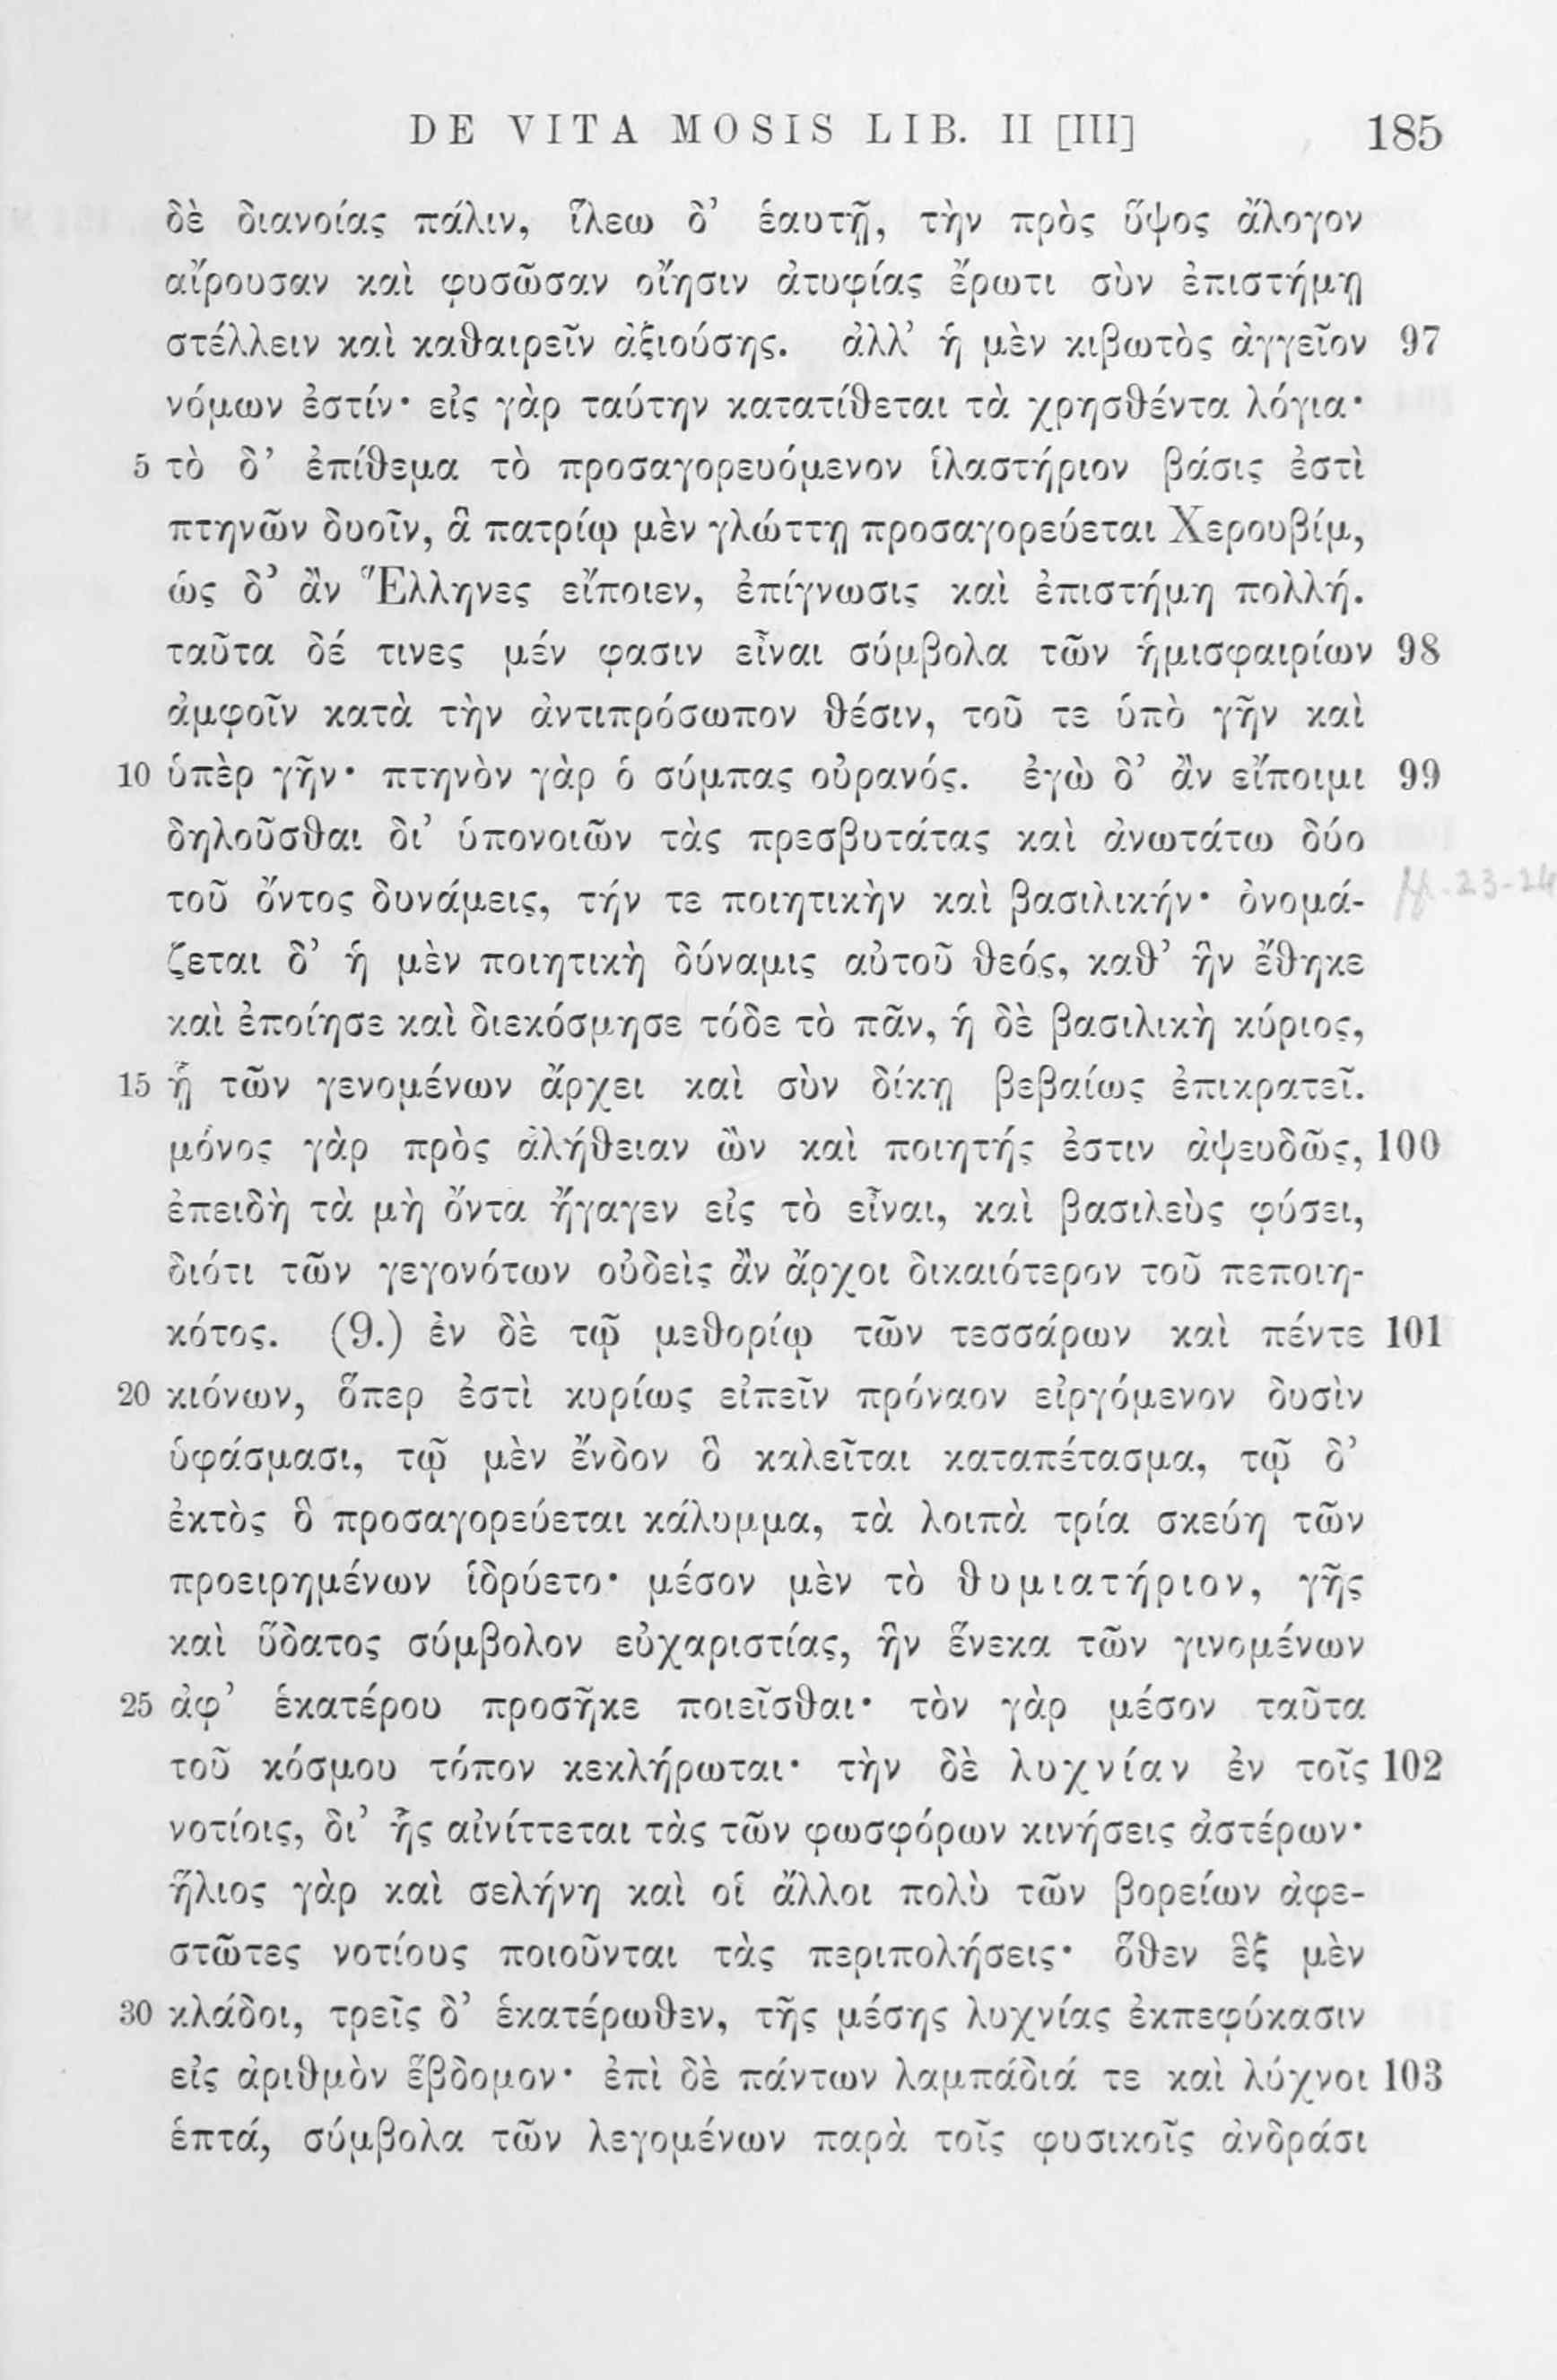 DE VITA MOSIS LIB. II [III] 185
δὲ διανοίας πάλιν, ἵλεω δ’ ἑαυτῇ, τὴν πρὸς ὕψος ἄλογον
αἴρουσαν καὶ φυσῶσαν οἴησιν ἀτυφίας ἔρωτι σὺν ἐπιστήμῃ
στέλλειν καὶ καθαιρεῖν ἀξιούσης. ἀλλ’ ἡ μὲν κιβωτὸς ἀγγεῖον 97
νόμων ἐστίν· εἰς γὰρ ταύτην κατατίθεται τὰ χρησθέντα λόγια·
5 τὸ δ’ ἐπίθεμα τὸ προσαγορευόμενον ἱλαστήριον βάσις ἐστὶ
πτηνῶν δυοῖν, ἃ πατρίῳ μὲν γλώττῃ προσαγορεύεται Χερουβίμ,
ὡς δ’ ἂν Ἕλληνες εἴποιεν, ἐπίγνωσις καὶ ἐπιστήμη πολλή.
ταῦτα δέ τινες μέν φασιν εἶναι σύμβολα τῶν ἡμισφαιρίων 98
ἀμφοῖν κατὰ τὴν ἀντιπρόσωπον θέσιν, τοῦ τε ὑπὸ γῆν καὶ
10 ὑπὲρ γῆν· πτηνὸν γὰρ ὁ σύμπας οὐρανός. ἐγὼ δ’ ἂν εἴποιμι 99
δηλοῦσθαι δι’ ὑπονοιῶν τὰς πρεσβυτάτας καὶ ἀνωτάτω δύο
τοῦ ὄντος δυνάμεις, τήν τε ποιητικὴν καὶ βασιλικήν· ὀνομά-
ζεται δ’ ἡ μὲν ποιητικὴ δύναμις αὐτοῦ θεός, καθ’ ἣν ἔθηκε
καὶ ἐποίησε καὶ διεκόσμησε τόδε τὸ πᾶν, ἡ δὲ βασιλικὴ κύριος,
15 ᾗ τῶν γενομένων ἄρχει καὶ σὺν δίκῃ βεβαίως ἐπικρατεῖ.
μόνος γὰρ πρὸς ἀλήθειαν ὢν καὶ ποιητής ἐστιν ἀψευδῶς, 100
ἐπειδὴ τὰ μὴ ὄντα ἤγαγεν εἰς τὸ εἶναι, καὶ βασιλεὺς φύσει,
διότι τῶν γεγονότων οὐδεὶς ἂν ἄρχοι δικαιότερον τοῦ πεποιη-
κότος. (9.) ἐν δὲ τῷ μεθορίῳ τῶν τεσσάρων καὶ πέντε 101
20 κιόνων, ὅπερ ἐστὶ κυρίως εἰπεῖν πρόναον εἰργόμενον δυσὶν
ὑφάσμασι, τῷ μὲν ἔνδον ὃ καλεῖται καταπέτασμα, τῷ δ’
ἐκτὸς ὃ προσαγορεύεται κάλυμμα, τὰ λοιπὰ τρία σκεύη τῶν
προειρημένων ἱδρύετο· μέσον μὲν τὸ θυμιατήριον, γῆς
καὶ ὕδατος σύμβολον εὐχαριστίας, ἣν ἕνεκα τῶν γινομένων
25 ἀφ’ ἑκατέρου προσῆκε ποιεῖσθαι· τὸν γὰρ μέσον ταῦτα
τοῦ κόσμου τόπον κεκλήρωται· τὴν δὲ λυχνίαν ἐν τοῖς 102
νοτίοις, δι’ ἧς αἰνίττεται τὰς τῶν φωσφόρων κινήσεις ἀστέρων·
ἥλιος γὰρ καὶ σελήνη καὶ οἱ ἄλλοι πολὺ τῶν βορείων ἀφε-
στῶτες νοτίους ποιοῦνται τὰς περιπολήσεις· ὅθεν ἓξ μὲν
30 κλάδοι, τρεῖς δ’ ἑκατέρωθεν, τῆς μέσης λυχνίας ἐκπεφύκασιν
εἰς ἀριθμὸν ἕβδομον· ἐπὶ δὲ πάντων λαμπάδιά τε καὶ λύχνοι 103
ἑπτά, σύμβολα τῶν λεγομένων παρὰ τοῖς φυσικοῖς ἀνδράσι